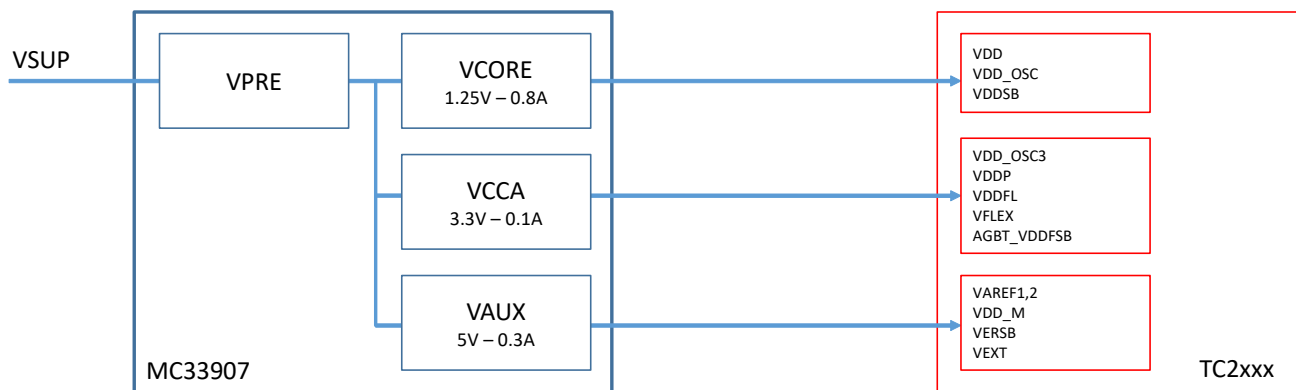 VSUP
VPRE
VCORE
1.25V – 0.8A
VDD
VDD_OSC
VDDSB
VCCA
3.3V – 0.1A
VDD_OSC3
VDDP
VDDFL
VFLEX
AGBT_VDDFSB
VAUX
5V – 0.3A
VAREF1,2
VDD_M
VERSB
VEXT
MC33907
TC2xxx